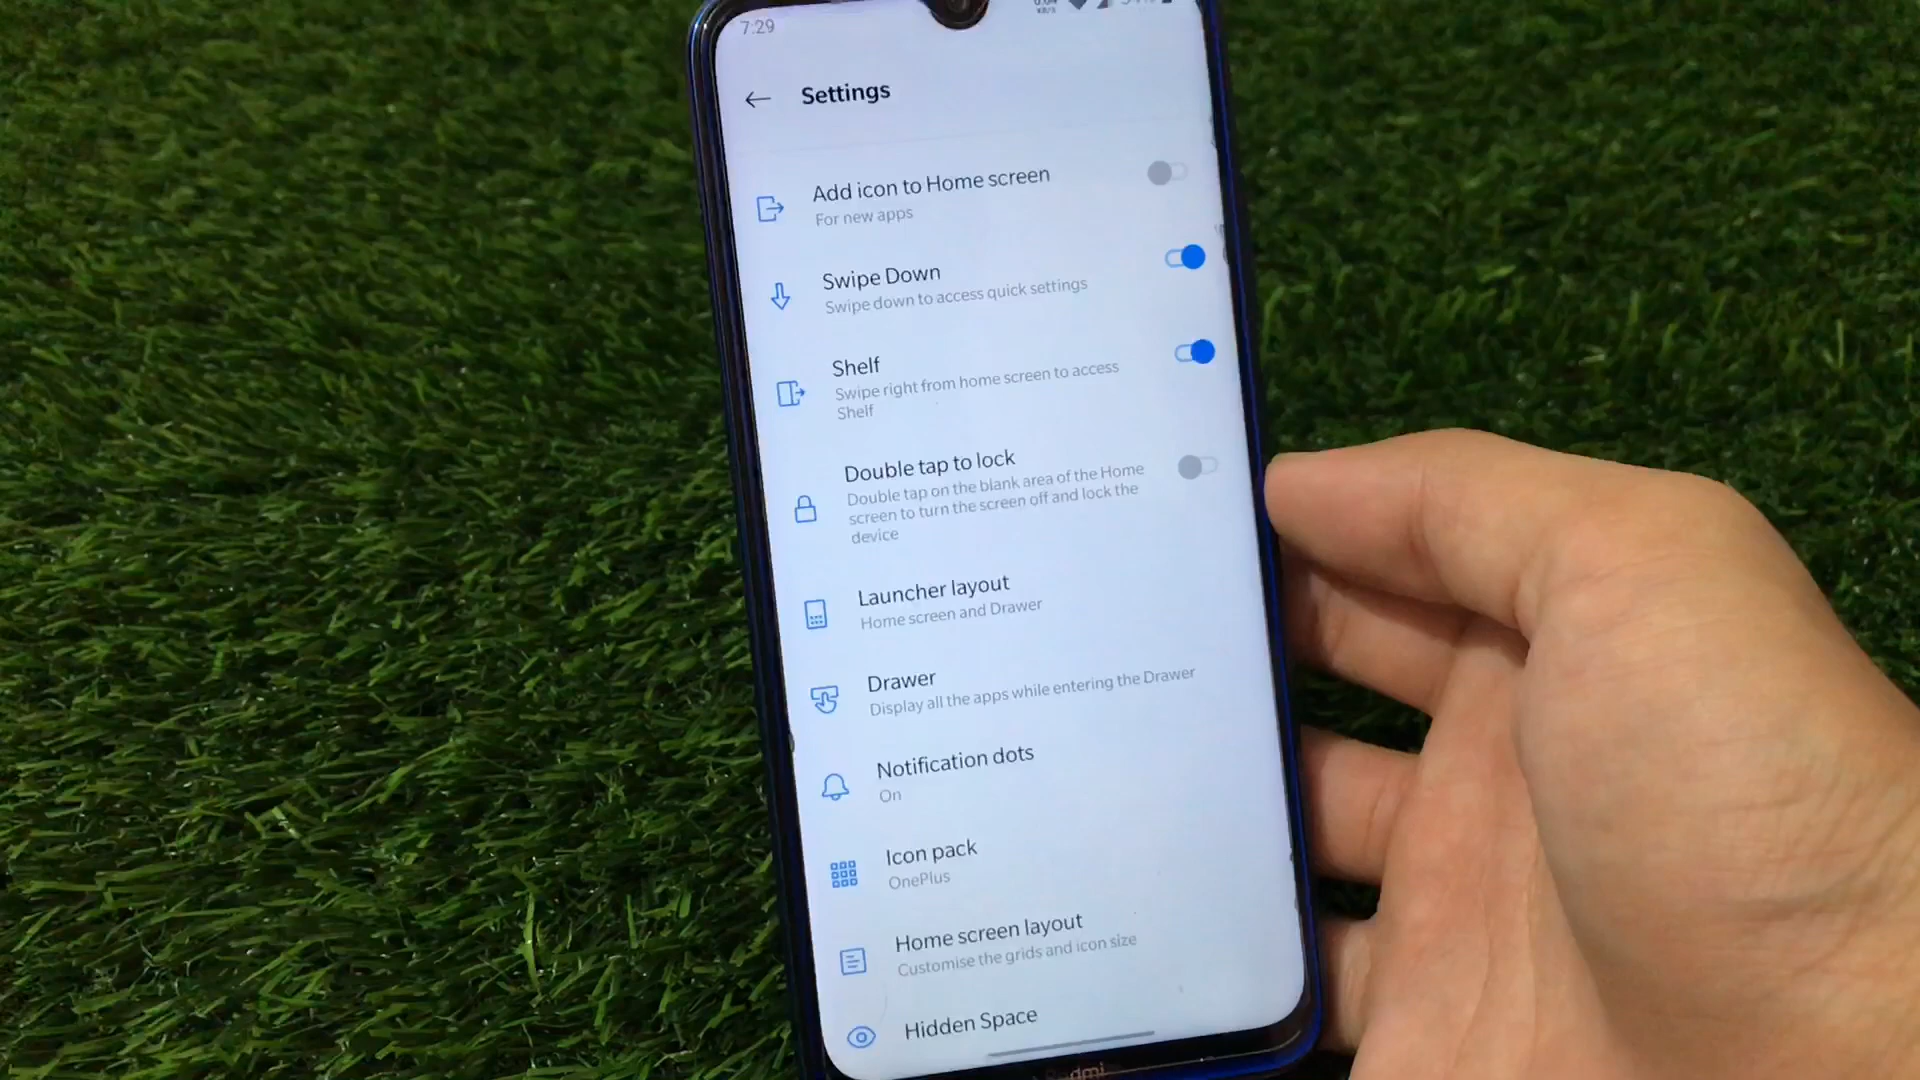 7:29
KB/s
Settings
Add icon to Home screen
For new apps
Swipe Down
Swipe down to access quick settings
Shelf
Swipe right from home screen to access
Shelf
Double tap to lock
Double tap on the blank area of the Home
screen to turn the screen off and lock the
device
Launcher layout
Home screen and Drawer
Drawer
Display all the apps while entering the Drawer
Notification dots
On
Icon pack
OnePlus
Home screen layout
Customise the grids and icon size
Hidden Space
Redmi